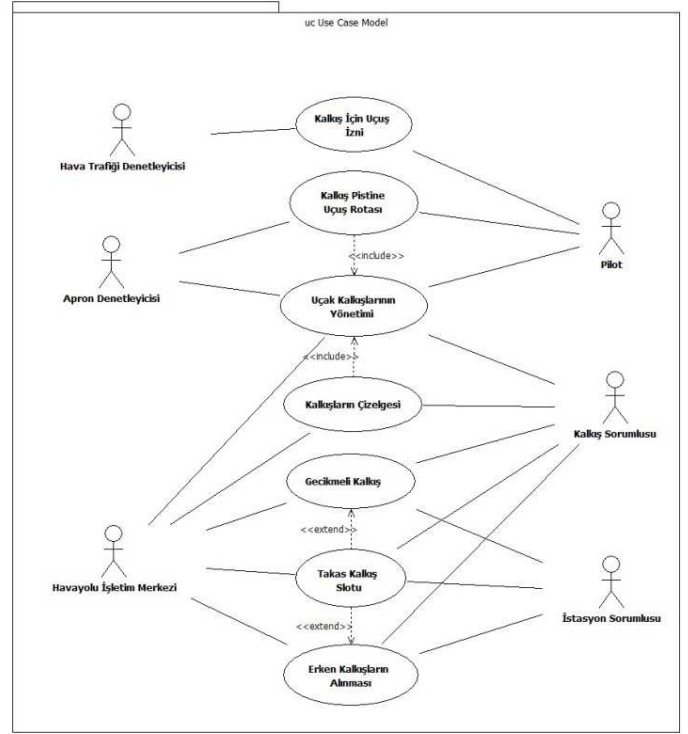 uc Use Case Model
Kalkış İçin Uçuş
İzni
Hava Trafiği Denetleyicisi
Kalkış Pistine
Uçuş Rotası
Pilot
<<include>>
Apron Denetleyicisi
Uçak Kalkışlarının
Yönetimi
<<include>>
Kalkışların Çizelgesi
Kalkış Sorumlusu
Gecikmeli Kalkış
<<extend>>
Takas Kalkış
Slotu
Havayolu İşletim Merkezi
İstasyon Sorumlusu
<<extend>>
Erken Kalkışların
Alınması